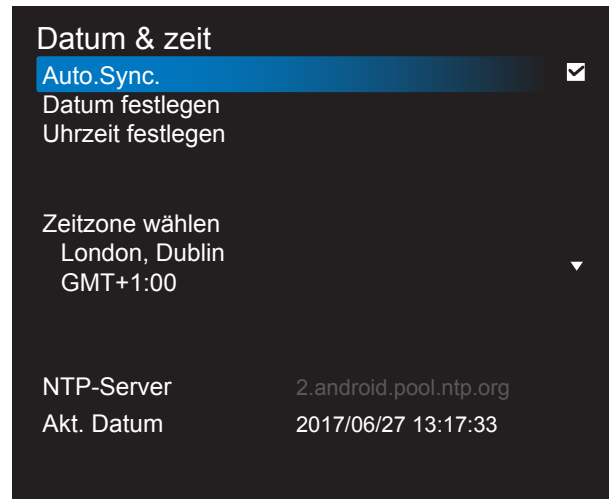 Datum & zeit
Auto.Sync.
Datum festlegen
Uhrzeit festlegen
Zeitzone wählen
London, Dublin
GMT+1:00
NTP-Server 2.android.pool.ntp.org
Akt. Datum 2017/06/27 13:17:33